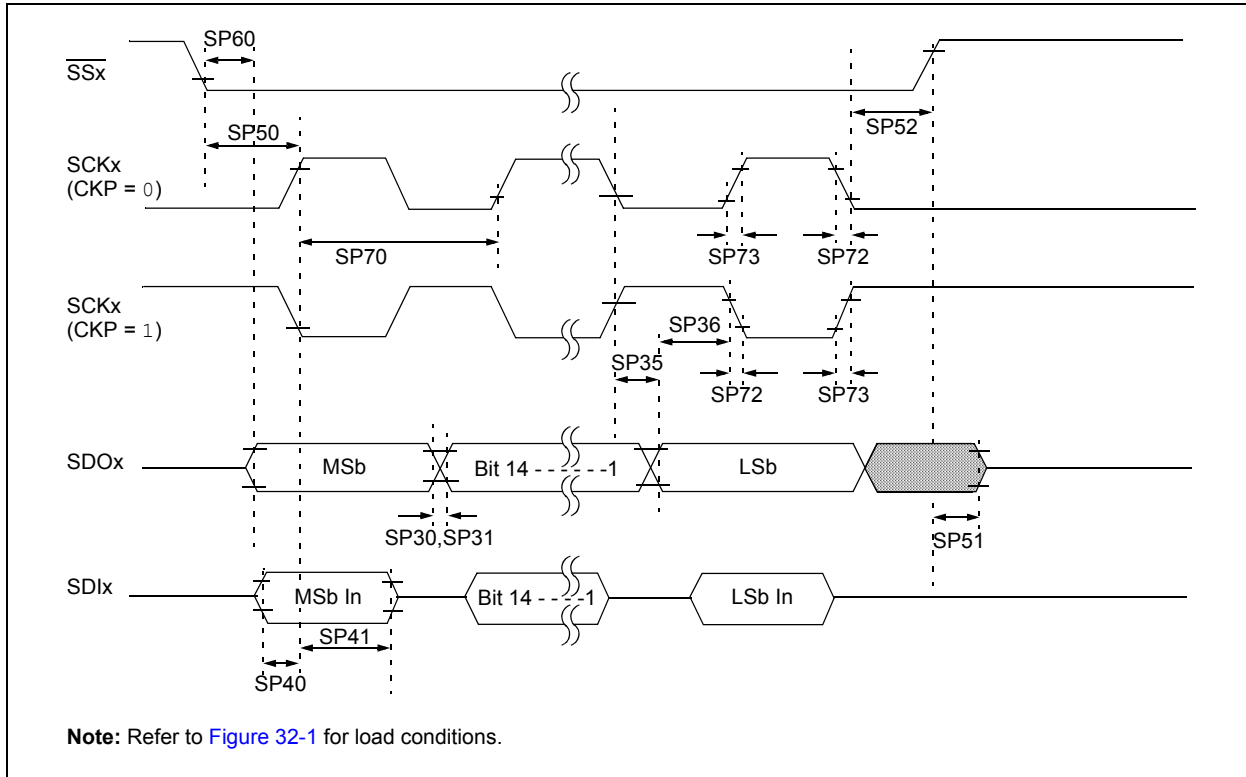 SP60
SSx
SP50
SP52
SCKx
(CKP = 0)
SP70
SP73
SP72
SCKx
(CKP = 1)
SP36
SP35
SP72
SP73
SDOx
MSb
Bit 14 - - - - - -1
LSb
SP30,SP31
SP51
SDIx
MSb In
Bit 14 - - - -1
LSb In
SP41
SP40
Note: Refer to Figure 32-1 for load conditions.